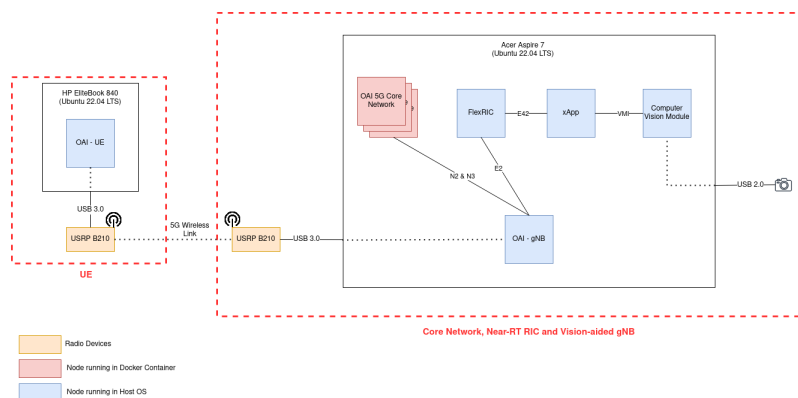 Acer Aspire 7
(Ubuntu 22.04 LTS)
HP EliteBook 840
(Ubuntu 22.04 LTS)
OAI 5G Core
Network
e
e
FlexRIC
E42
xApp
VMI
Computer
Vision Module
OAI - UE
N2 & N3
E2
USB 2.0
USB 3.0
5G Wireless
Link
USRP B210
USRP B210
USB 3.0
OAI - gNB
UE
Core Network, Near-RT RIC and Vision-aided gNB
Radio Devices
Node running in Docker Container
Node running in Host OS